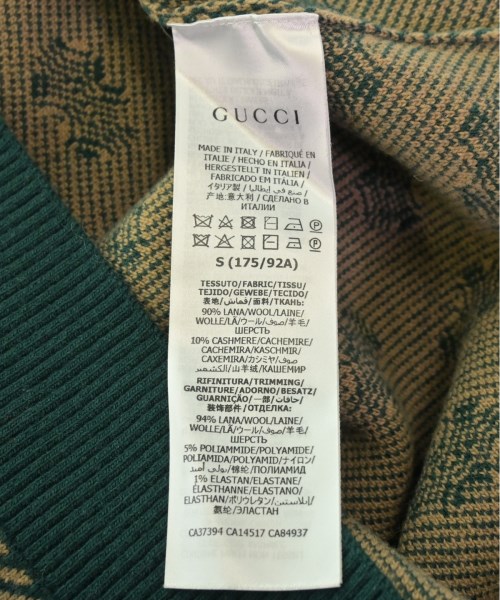 GUCCI
MADE IN ITALY / FABRIQUÉ EN
ITALIE / HECHO EN ITALIA /
HERGESTELLT IN ITALIEN /
FABRICADO EM ITÁLIA /
イタリア製 / صنع في إيطاليا /
产地:意大利 / СДЕЛАНО В
ИТАЛИИ
S (175/92A)
TESSUTO/FABRIC/TISSU/
TEJIDO/GEWEBE/TECIDO/
表地/قماش/面料/ТКАНЬ:
90% LANA/WOOL/LAINE/
WOLLE/LÃ/ウール/صوف/羊毛/
ШЕРСТЬ
10% CASHMERE/CACHEMIRE/
CACHEMIRA/KASCHMIR/
CAXEMIRA/カシミヤ/صوف
الكشمير/山羊绒/КАШЕМИР
RIFINITURA/TRIMMING/
GARNITURE/ADORNO/BESATZ/
GUARNIÇÃO/一部/حافات/
装饰部件/ОТДЕЛКА:
94% LANA/WOOL/LAINE/
WOLLE/LÃ/ウール/صوف/羊毛/
ШЕРСТЬ
5% POLIAMMIDE/POLYAMIDE/
POLIAMIDA/POLYAMID/ナイロン/
بولي أميد/锦纶/ПОЛИАМИД
1% ELASTAN/ELASTANE/
ELASTHANNE/ELASTANO/
ELASTHAN/ポリウレタン/إيلاستين/
氨纶/ЭЛАСТАН
CA37394 CA14517 CA84937